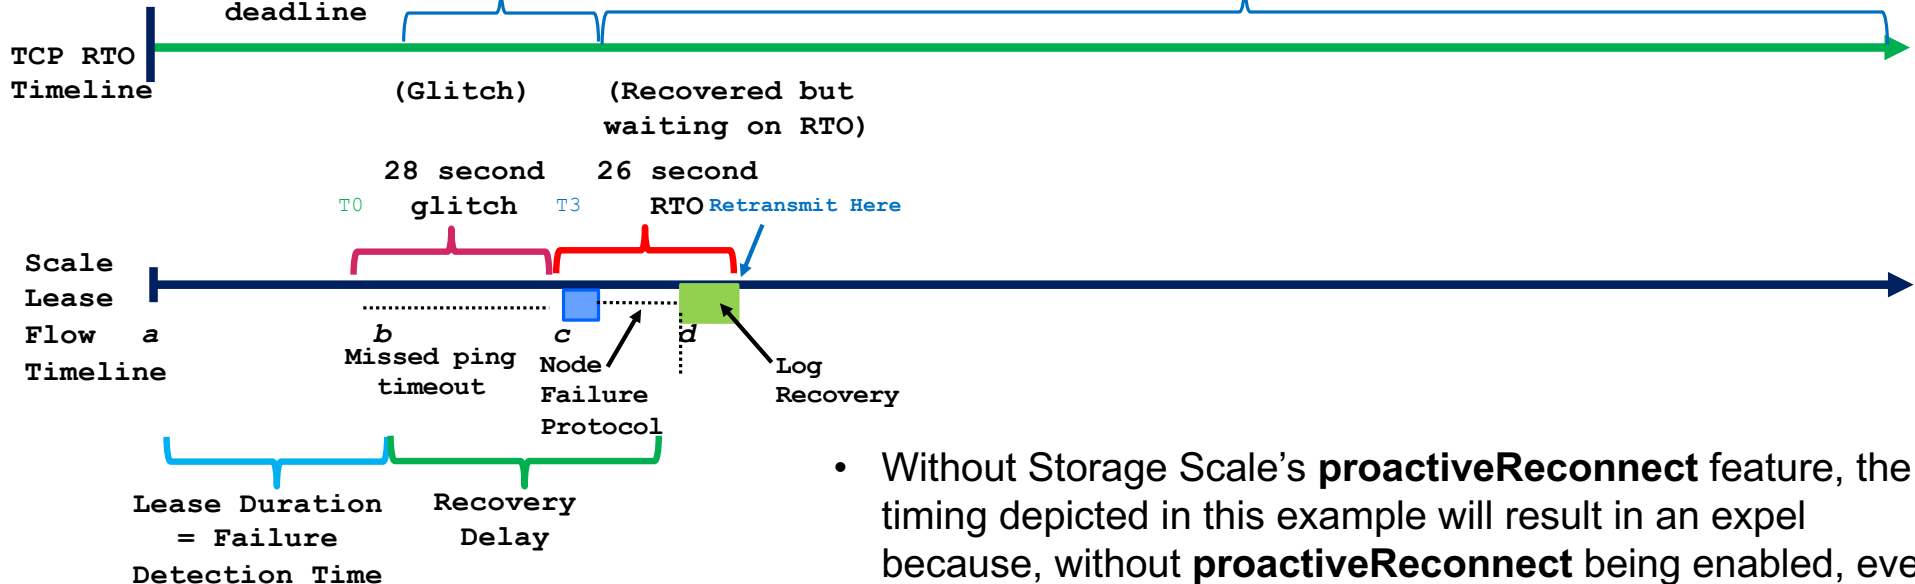 deadline
TCP RTO
Timeline
(Glitch)
(Recovered but
waiting on RTO)
28 second
glitch
26 second
RTO
T0
T3
Retransmit Here
Scale
Lease
Flow
Timeline
a
b
c
d
Missed ping
timeout
Node
Failure
Protocol
Log
Recovery
Lease Duration
= Failure
Detection Time
Recovery
Delay
• Without Storage Scale’s proactiveReconnect feature, the
timing depicted in this example will result in an expel
because, without proactiveReconnect being enabled, eve